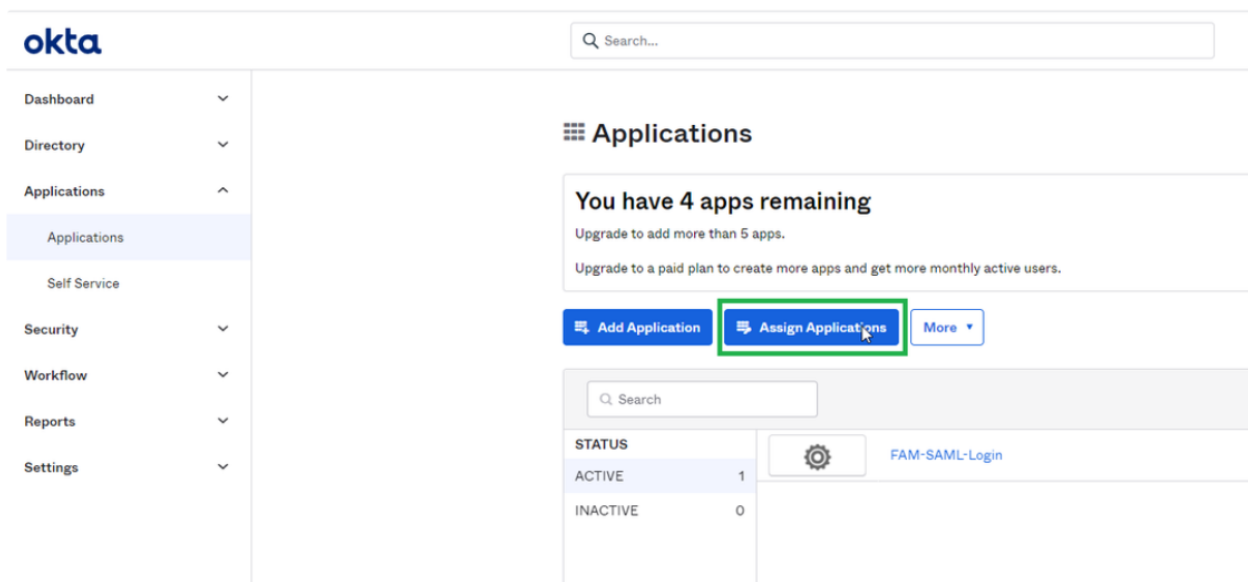 okta
Search...
Dashboard
Directory
Applications
Applications
Self Service
Security
Workflow
Reports
Settings
Applications
You have 4 apps remaining
Upgrade to add more than 5 apps.
Upgrade to a paid plan to create more apps and get more monthly active users.
Add Application
Assign Applications
More
Search
STATUS
ACTIVE 1
INACTIVE 0
FAM-SAML-Login